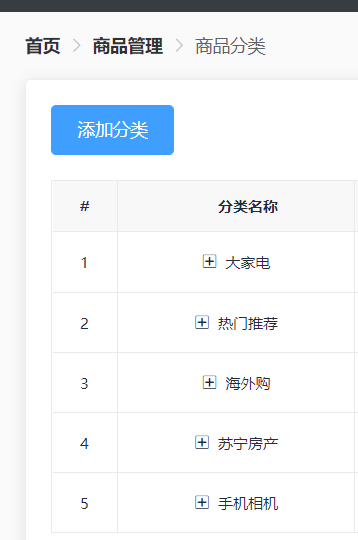 首页 > 商品管理 > 商品分类
添加分类
# 分类名称
1 大家电
2 热门推荐
3 海外购
4 苏宁房产
5 手机相机